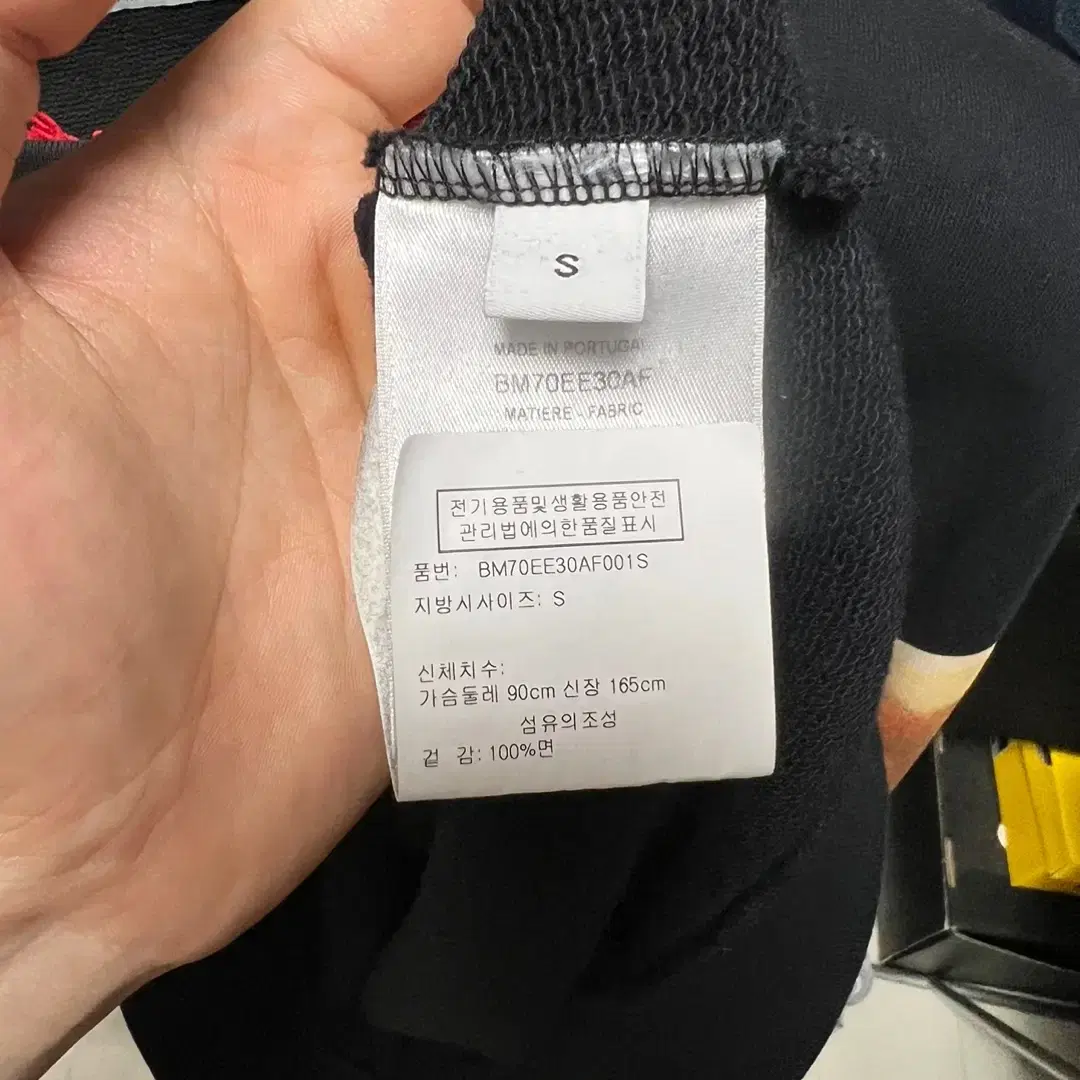 S
MADE IN PORTUGAL
BM70EE30AF
MATIERE - FABRIC
전기용품및생활용품안전
관리법에의한품질표시
품번: BM70EE30AF001S
지방시사이즈: S
신체치수:
가슴둘레 90cm 신장 165cm
섬유의조성
겉 감: 100%면